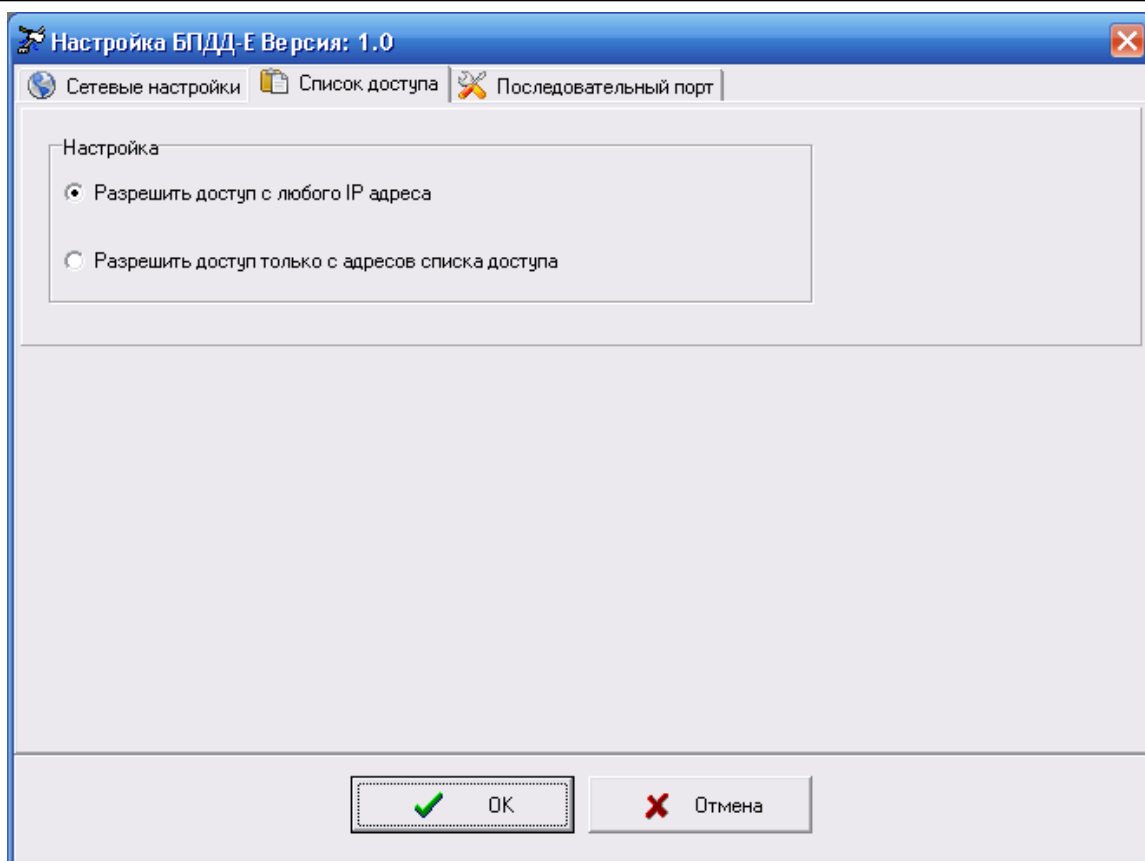 Настройка БПДД-Е Версия: 1.0
Сетевые настройки Список доступа Последовательный порт
Настройка
Разрешить доступ с любого IP адреса
Разрешить доступ только с адресов списка доступа
OK Отмена